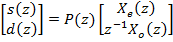 [s(z) d(z)] = P(z) [X_e(z) z^{-1}X_o(z)]